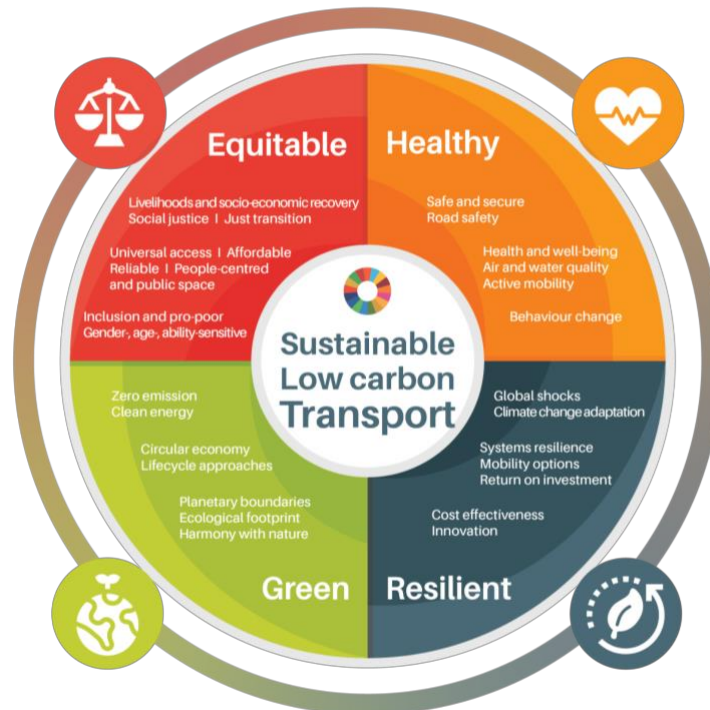 Equitable
Livelihoods and socio-economic recovery
Social justice I Just transition
Universal access I Affordable
Reliable I People-centred
and public space
Inclusion and pro-poor
Gender-, age-, ability-sensitive
Healthy
Safe and secure
Road safety
Health and well-being
Air and water quality
Active mobility
Behaviour change
Sustainable
Low carbon
Transport
Zero emission
Clean energy
Circular economy
Lifecycle approaches
Planetary boundaries
Ecological footprint
Harmony with nature
Green
Global shocks
Climate change adaptation
Systems resilience
Mobility options
Return on investment
Cost effectiveness
Innovation
Resilient